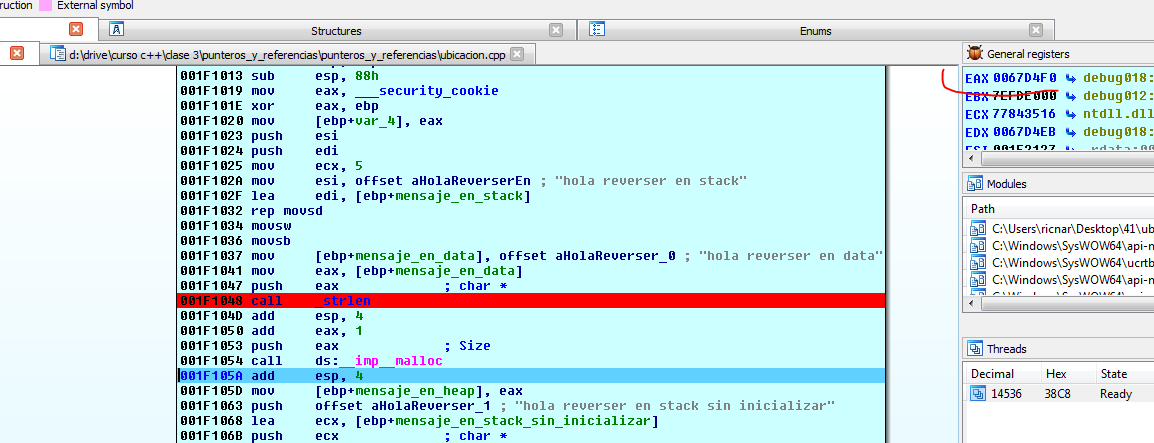 ruction External symbol
Structures Enums
d:\drive\curso c++\clase 3\punteros_y_referencias\punteros_y_referencias\ubicacion.cpp
001F1013 sub esp, 88h
001F1019 mov eax, ___security_cookie
001F101E xor eax, ebp
001F1020 mov [ebp+var_4], eax
001F1023 push esi
001F1024 push edi
001F1025 mov ecx, 5
001F102A mov esi, offset aHolaReverserEn ; "hola reverser en stack"
001F102F lea edi, [ebp+mensaje_en_stack]
001F1032 rep movsd
001F1034 movsw
001F1036 movsb
001F1037 mov [ebp+mensaje_en_data], offset aHolaReverser_0 ; "hola reverser en data"
001F1041 mov eax, [ebp+mensaje_en_data]
001F1047 push eax ; char *
001F1048 call _strlen
001F104D add esp, 4
001F1050 add eax, 1
001F1053 push eax ; Size
001F1054 call ds:__imp__malloc
001F105A add esp, 4
001F105D mov [ebp+mensaje_en_heap], eax
001F1063 push offset aHolaReverser_1 ; "hola reverser en stack sin inicializar"
001F1068 lea ecx, [ebp+mensaje_en_stack_sin_inicializar]
001F106B push ecx ; char *
General registers
EAX 0067D4F0 debug018:
EBX 7EFDE000 debug012:
ECX 77843516 ntdll.dll
EDX 0067D4EB debug018:
ESI 001F2127 .rdata:00
Modules
Path
C:\Users\ricnar\Desktop\41\ub
C:\Windows\SysWOW64\api-m
C:\Windows\SysWOW64\ucrtb
C:\Windows\SysWOW64\api-m
Threads
Decimal Hex State
14536 38C8 Ready